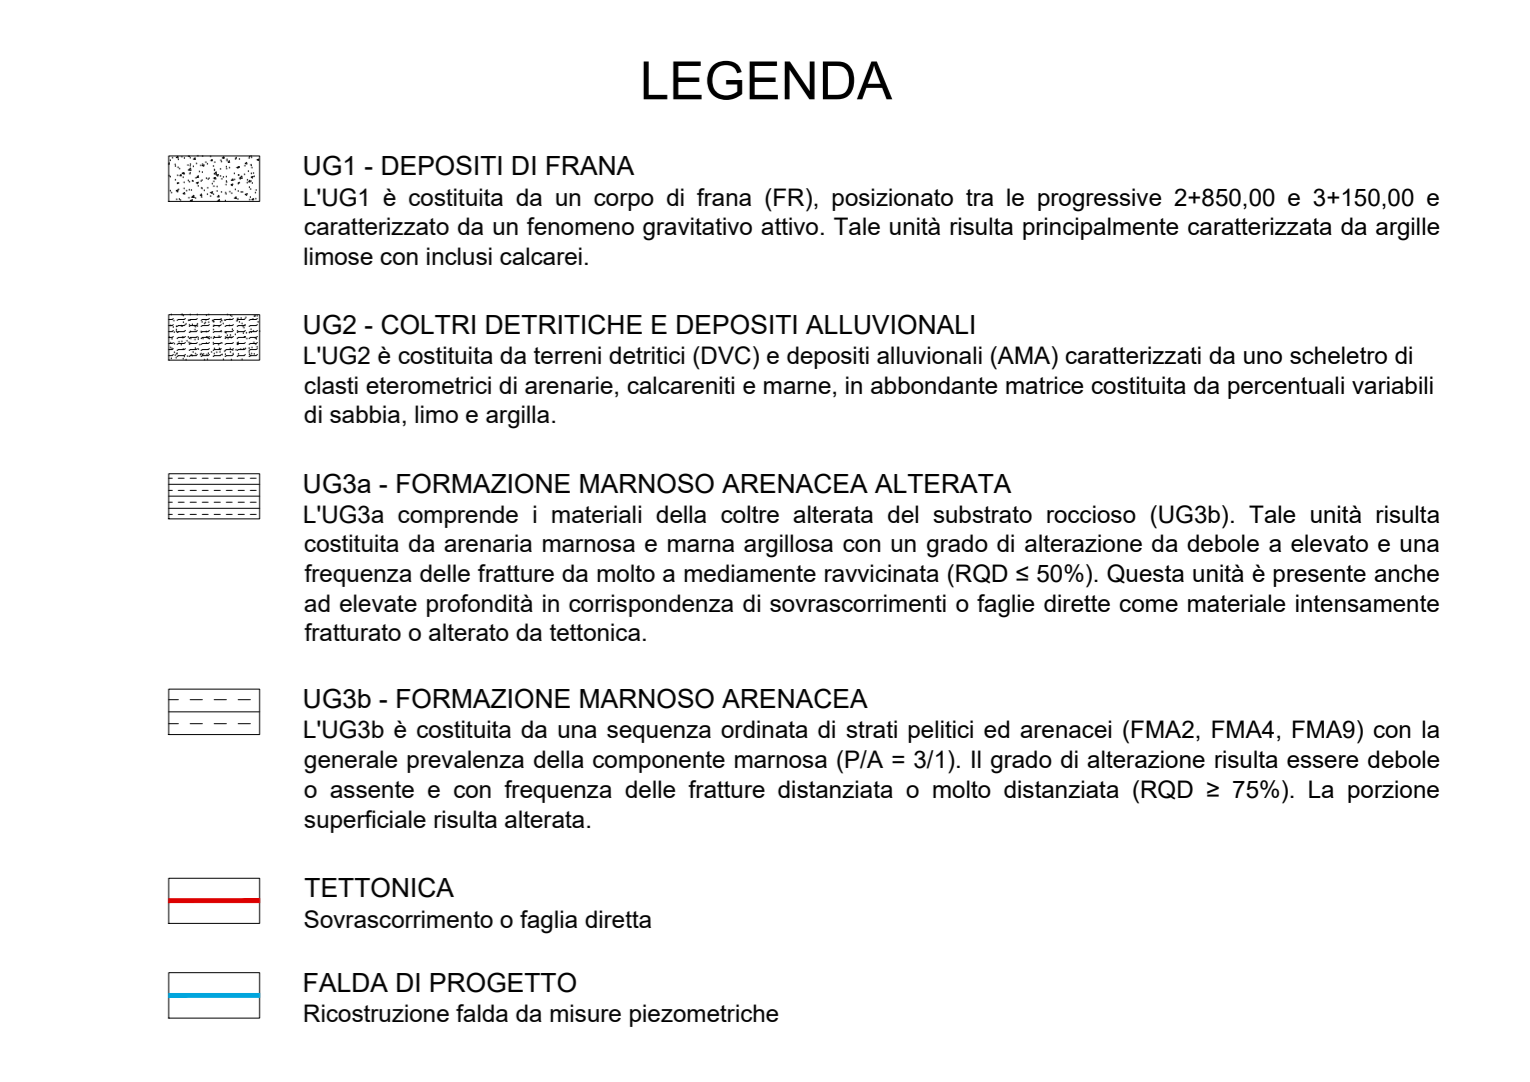 LEGENDA
UG1 - DEPOSITI DI FRANA
L'UG1 è costituita da un corpo di frana (FR), posizionato tra le progressive 2+850,00 e 3+150,00 e
caratterizzato da un fenomeno gravitativo attivo. Tale unità risulta principalmente caratterizzata da argille
limose con inclusi calcarei.
UG2 - COLTRI DETRITICHE E DEPOSITI ALLUVIONALI
L'UG2 è costituita da terreni detritici (DVC) e depositi alluvionali (AMA) caratterizzati da uno scheletro di
clasti eterometrici di arenarie, calcareniti e marne, in abbondante matrice costituita da percentuali variabili
di sabbia, limo e argilla.
UG3a - FORMAZIONE MARNOSO ARENACEA ALTERATA
L'UG3a comprende i materiali della coltre alterata del substrato roccioso (UG3b). Tale unità risulta
costituita da arenaria marnosa e marna argillosa con un grado di alterazione da debole a elevato e una
frequenza delle fratture da molto a mediamente ravvicinata (RQD ≤ 50%). Questa unità è presente anche
ad elevate profondità in corrispondenza di sovrascorrimenti o faglie dirette come materiale intensamente
fratturato o alterato da tettonica.
UG3b - FORMAZIONE MARNOSO ARENACEA
L'UG3b è costituita da una sequenza ordinata di strati pelitici ed arenacei (FMA2, FMA4, FMA9) con la
generale prevalenza della componente marnosa (P/A = 3/1). Il grado di alterazione risulta essere debole
o assente e con frequenza delle fratture distanziata o molto distanziata (RQD ≥ 75%). La porzione
superficiale risulta alterata.
TETTONICA
Sovrascorrimento o faglia diretta
FALDA DI PROGETTO
Ricostruzione falda da misure piezometriche